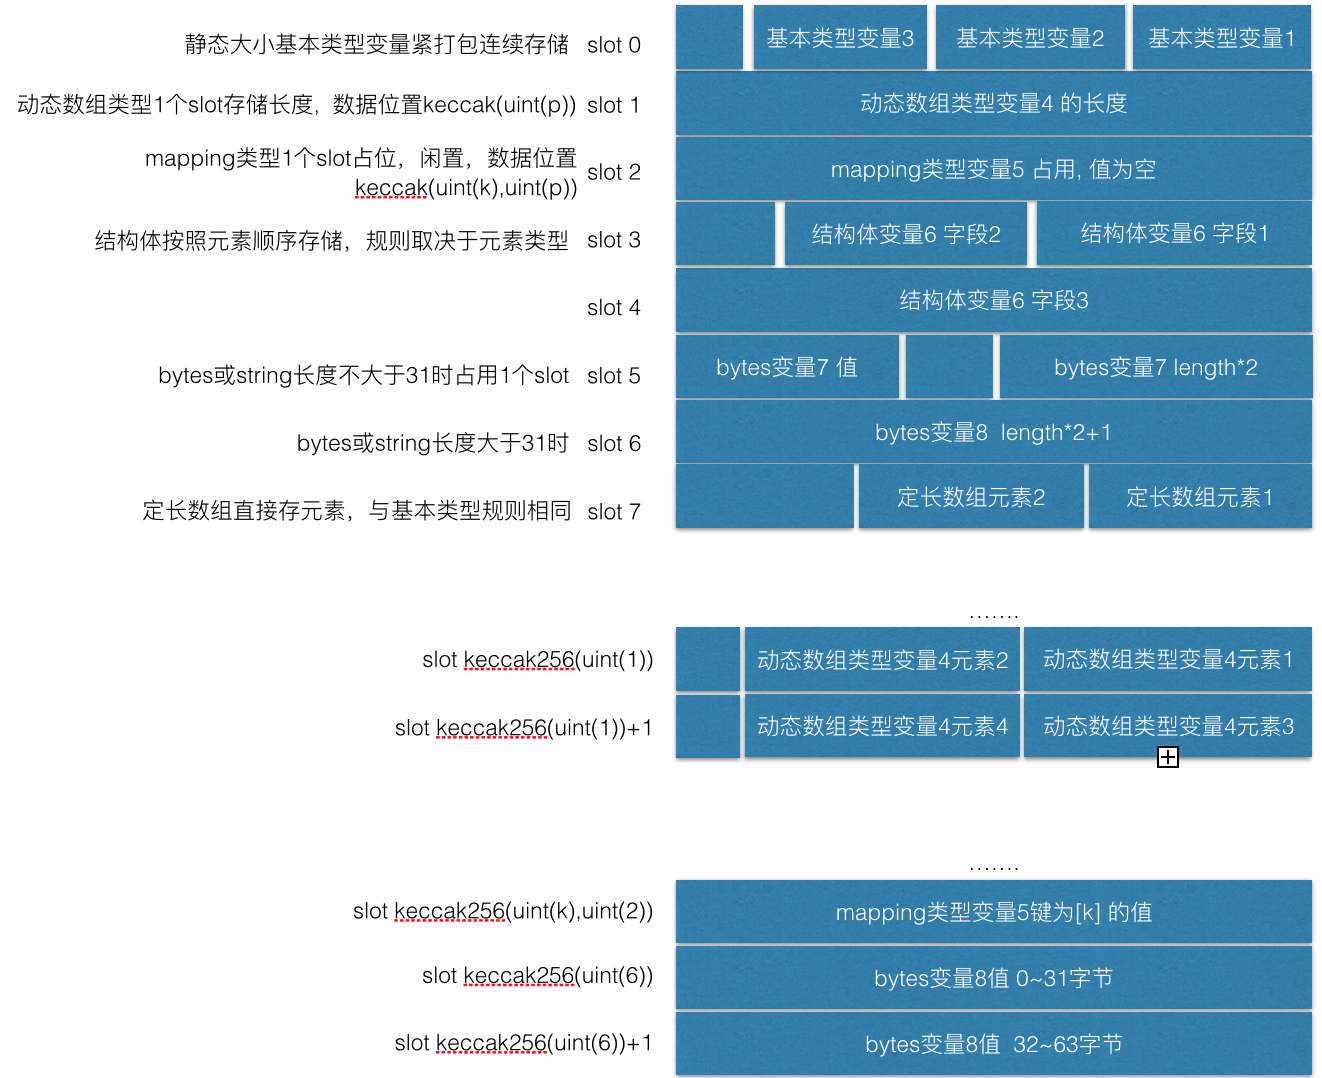 静态大小基本类型变量紧打包连续存储 slot 0 基本类型变量3 基本类型变量2 基本类型变量1
动态数组类型1个slot存储长度，数据位置keccak(uint(p)) slot 1 动态数组类型变量4 的长度
mapping类型1个slot占位，闲置，数据位置
keccak(uint(k),uint(p)) slot 2 mapping类型变量5 占用, 值为空
结构体按照元素顺序存储，规则取决于元素类型 slot 3 结构体变量6 字段2 结构体变量6 字段1
slot 4 结构体变量6 字段3
bytes或string长度不大于31时占用1个slot slot 5 bytes变量7 值 bytes变量7 length*2
bytes或string长度大于31时 slot 6 bytes变量8 length*2+1
定长数组直接存元素，与基本类型规则相同 slot 7 定长数组元素2 定长数组元素1
.......
slot keccak256(uint(1)) 动态数组类型变量4元素2 动态数组类型变量4元素1
slot keccak256(uint(1))+1 动态数组类型变量4元素4 动态数组类型变量4元素3
.......
slot keccak256(uint(k),uint(2)) mapping类型变量5键为[k] 的值
slot keccak256(uint(6)) bytes变量8值 0~31字节
slot keccak256(uint(6))+1 bytes变量8值 32~63字节